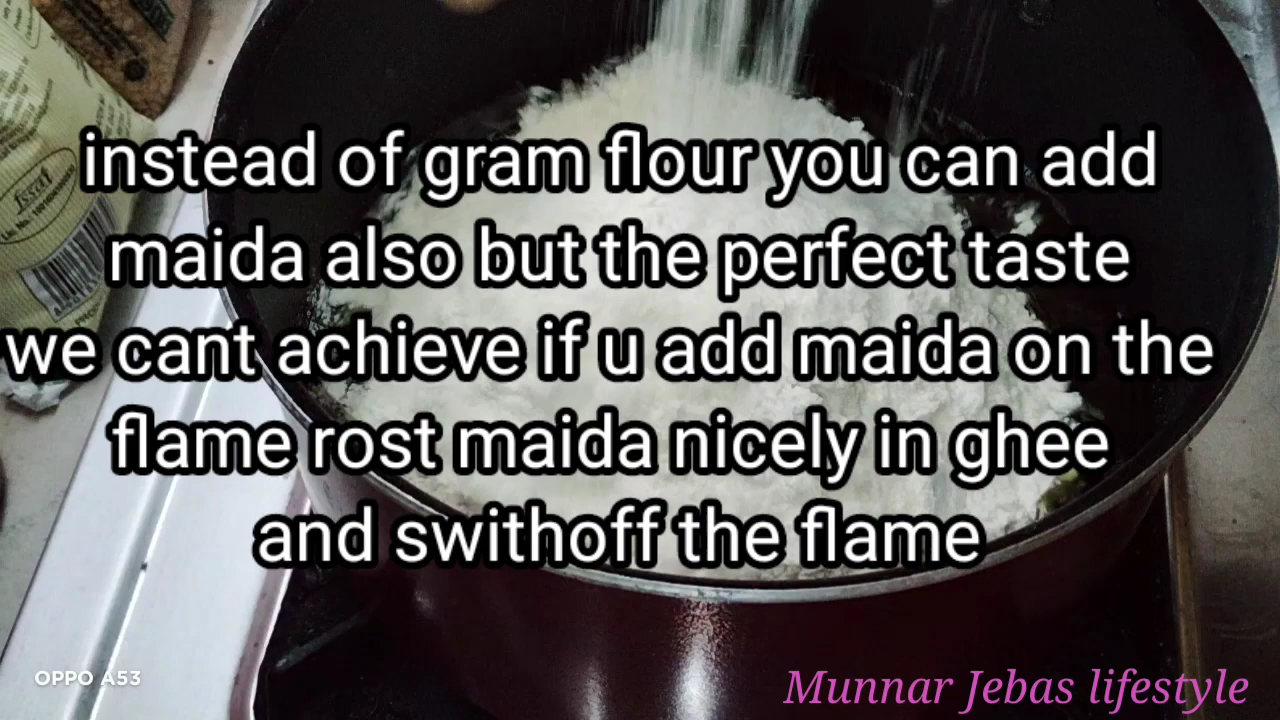 instead of gram flour you can add
maida also but the perfect taste
we cant achieve if u add maida on the
flame rost maida nicely in ghee
and swithoff the flame
fssai
OPPO A53
Munnar Jebas lifestyle